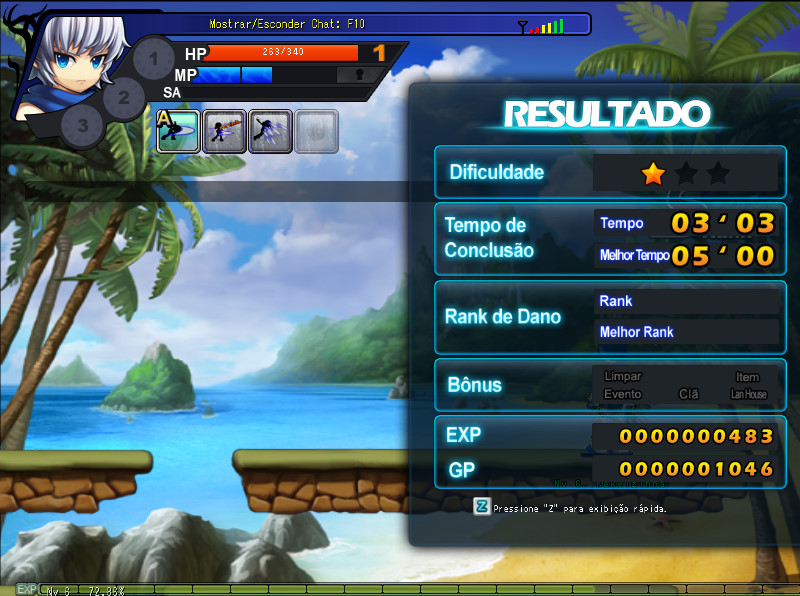 Mostrar/Esconder Chat: F10
HP 263/340 1
MP
SA
1
2
3
A
RESULTADO
Dificuldade
Tempo de Conclusão
Tempo 03‘03
Melhor Tempo 05‘00
Rank de Dano
Rank
Melhor Rank
Bônus
Limpar Evento
Clã
Item Lan House
EXP 0000000483
GP 0000001046
Z Pressione "Z" para exibição rápida.
EXP